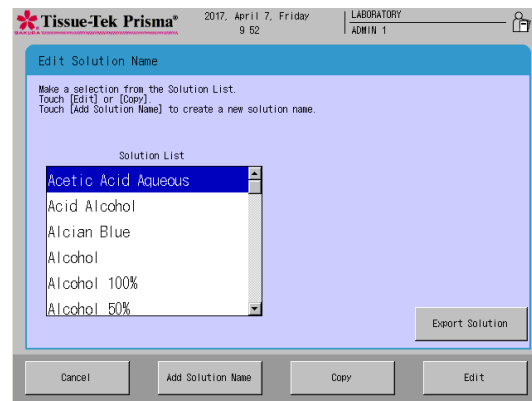 Tissue-Tek Prisma®
2017, April 7, Friday
9 52
LABORATORY
ADMIN 1
SAKURA
Edit Solution Name
Make a selection from the Solution List.
Touch [Edit] or [Copy].
Touch [Add Solution Name] to create a new solution name.
Solution List
Acetic Acid Aqueous
Acid Alcohol
Alcian Blue
Alcohol
Alcohol 100%
Alcohol 50%
Export Solution
Cancel
Add Solution Name
Copy
Edit